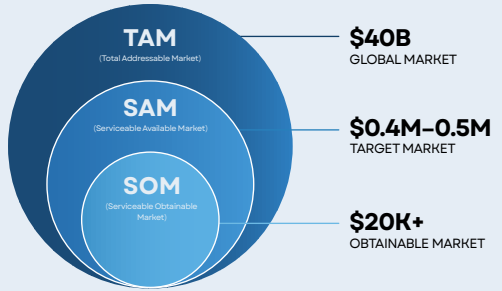 TAM
(Total Addressable Market)
$40B
GLOBAL MARKET
SAM
(Serviceable Available Market)
$0.4M–0.5M
TARGET MARKET
SOM
(Serviceable Obtainable
Market)
$20K+
OBTAINABLE MARKET